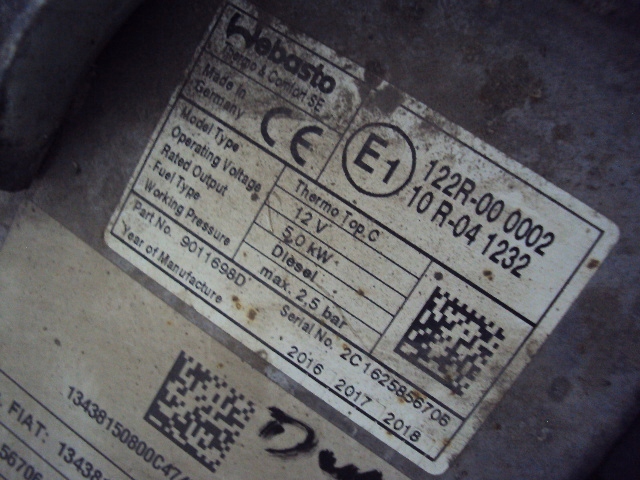 Webasto
Thermo & Comfort SE
Made in
Germany
CE
E1
122R-00 0002
10 R-04 1232
Model Type Thermo Top.C
Operating Voltage 12 V
Rated Output 5,0 kW
Fuel Type Diesel
Working Pressure max. 2,5 bar
Part No. 9011698D
Serial No. 2C1625856706
Year of Manufacture 2016 2017 2018
13438150800C47
FIAT: 13438
56706